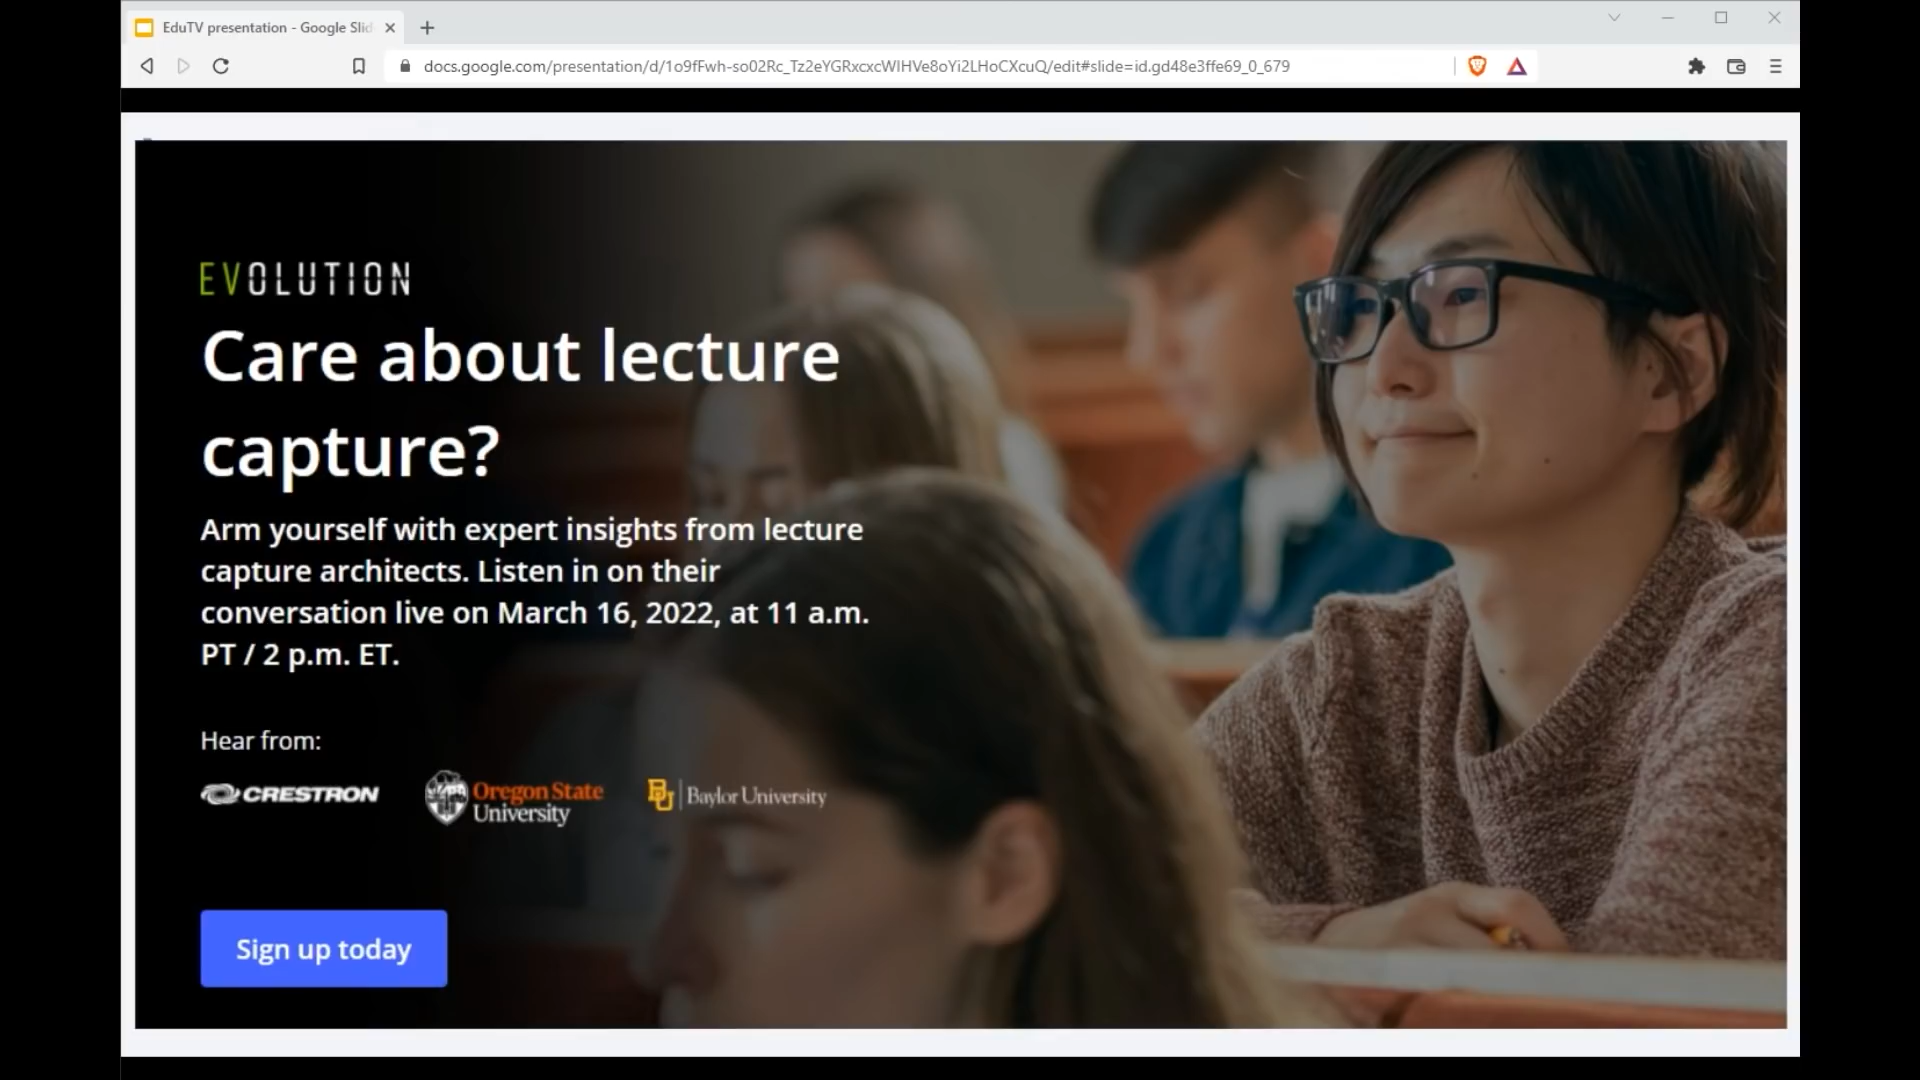 EduTV presentation - Google Slid
docs.google.com/presentation/d/1o9fFwh-so02Rc_Tz2eYGRxcxcWIHVe8oYi2LHoCXcuQ/edit#slide=id.gd48e3ffe69_0_679
EVOLUTION
Care about lecture
capture?
Arm yourself with expert insights from lecture
capture architects. Listen in on their
conversation live on March 16, 2022, at 11 a.m.
PT / 2 p.m. ET.
Hear from:
CRESTRON
Oregon State
University
BU
Baylor University
Sign up today